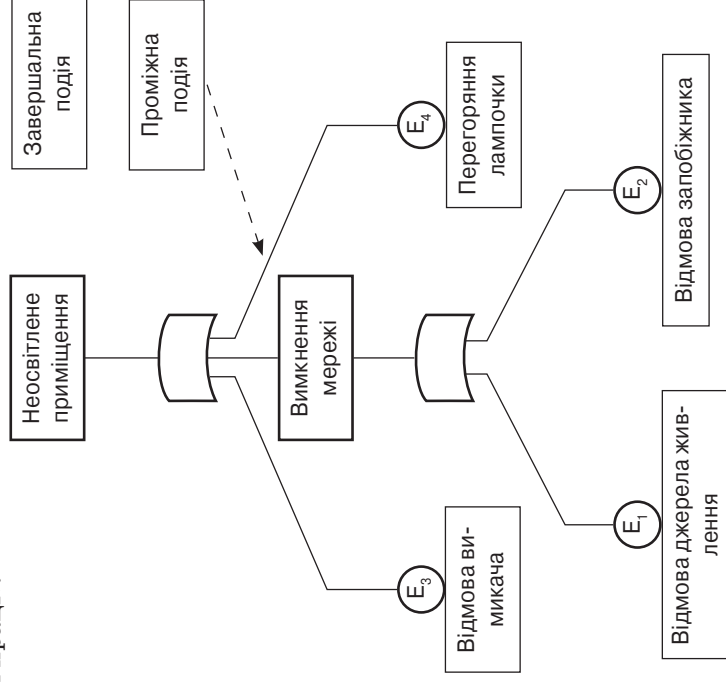 Завершальна
подія
Проміжна
подія
Неосвітлене
приміщення
Вимкнення
мережі
E₃
Відмова ви-
микача
E₄
Перегоряння
лампочки
E₁
Відмова джерела жив-
лення
E₂
Відмова запобіжника